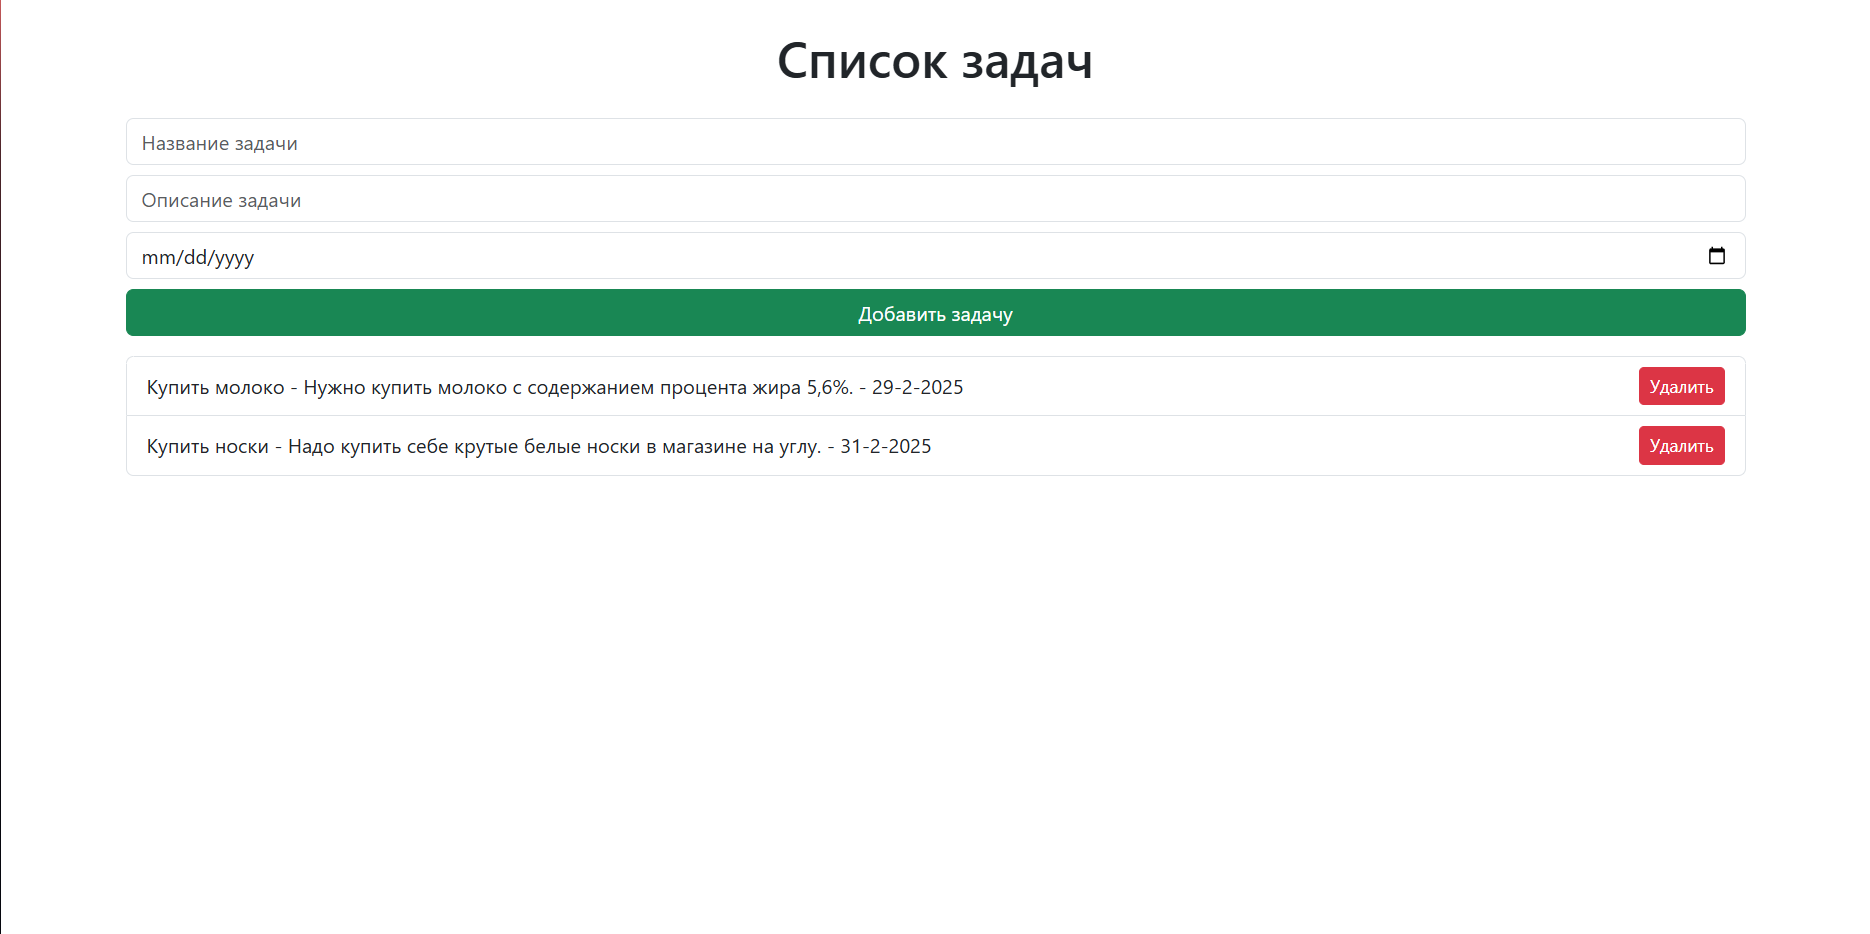 Список задач
Название задачи
Описание задачи
mm/dd/yyyy
Добавить задачу
Купить молоко - Нужно купить молоко с содержанием процента жира 5,6%. - 29-2-2025 Удалить
Купить носки - Надо купить себе крутые белые носки в магазине на углу. - 31-2-2025 Удалить